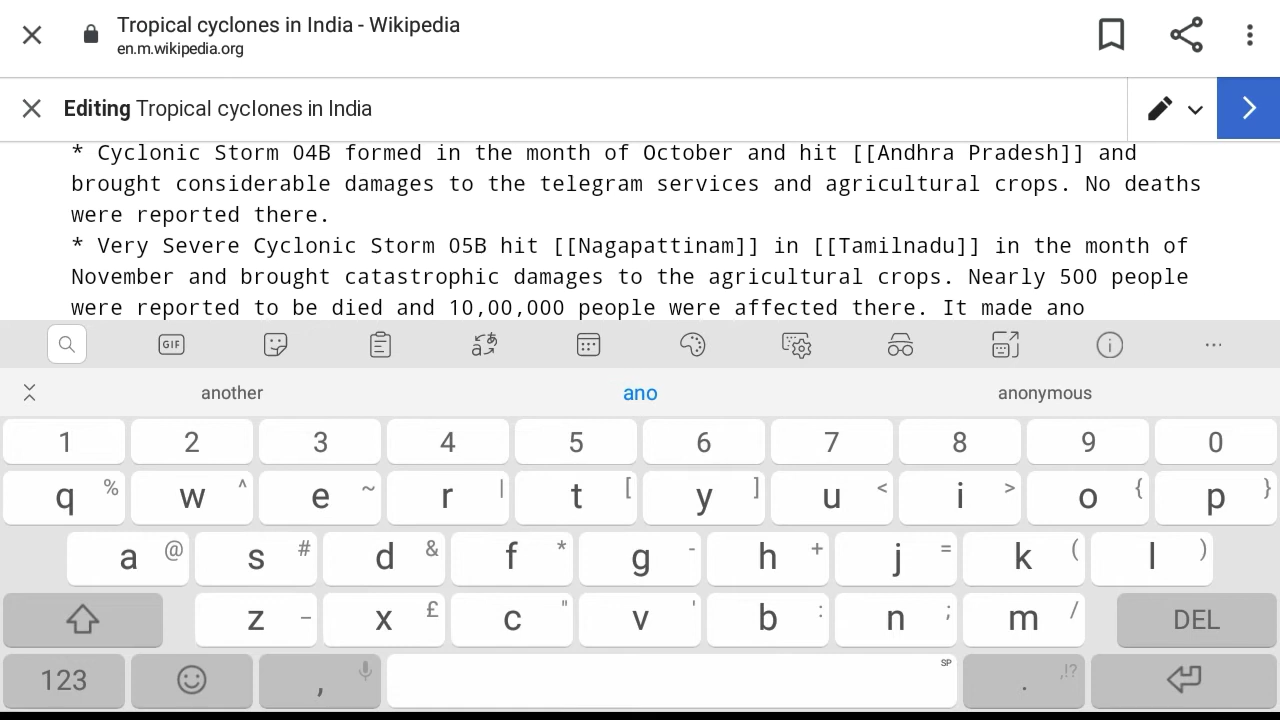 Tropical cyclones in India - Wikipedia
en.m.wikipedia.org
Editing Tropical cyclones in India
* Cyclonic Storm 04B formed in the month of October and hit [[Andhra Pradesh]] and
brought considerable damages to the telegram services and agricultural crops. No deaths
were reported there.
* Very Severe Cyclonic Storm 05B hit [[Nagapattinam]] in [[Tamilnadu]] in the month of
November and brought catastrophic damages to the agricultural crops. Nearly 500 people
were reported to be died and 10,00,000 people were affected there. It made ano
GIF
another ano anonymous
1 2 3 4 5 6 7 8 9 0
q % w ^ e ~ r | t [ y ] u < i > o { p }
a @ s # d & f * g - h + j = k ( l )
z _ x £ c " v ' b : n ; m / DEL
123 , SP . ,!?